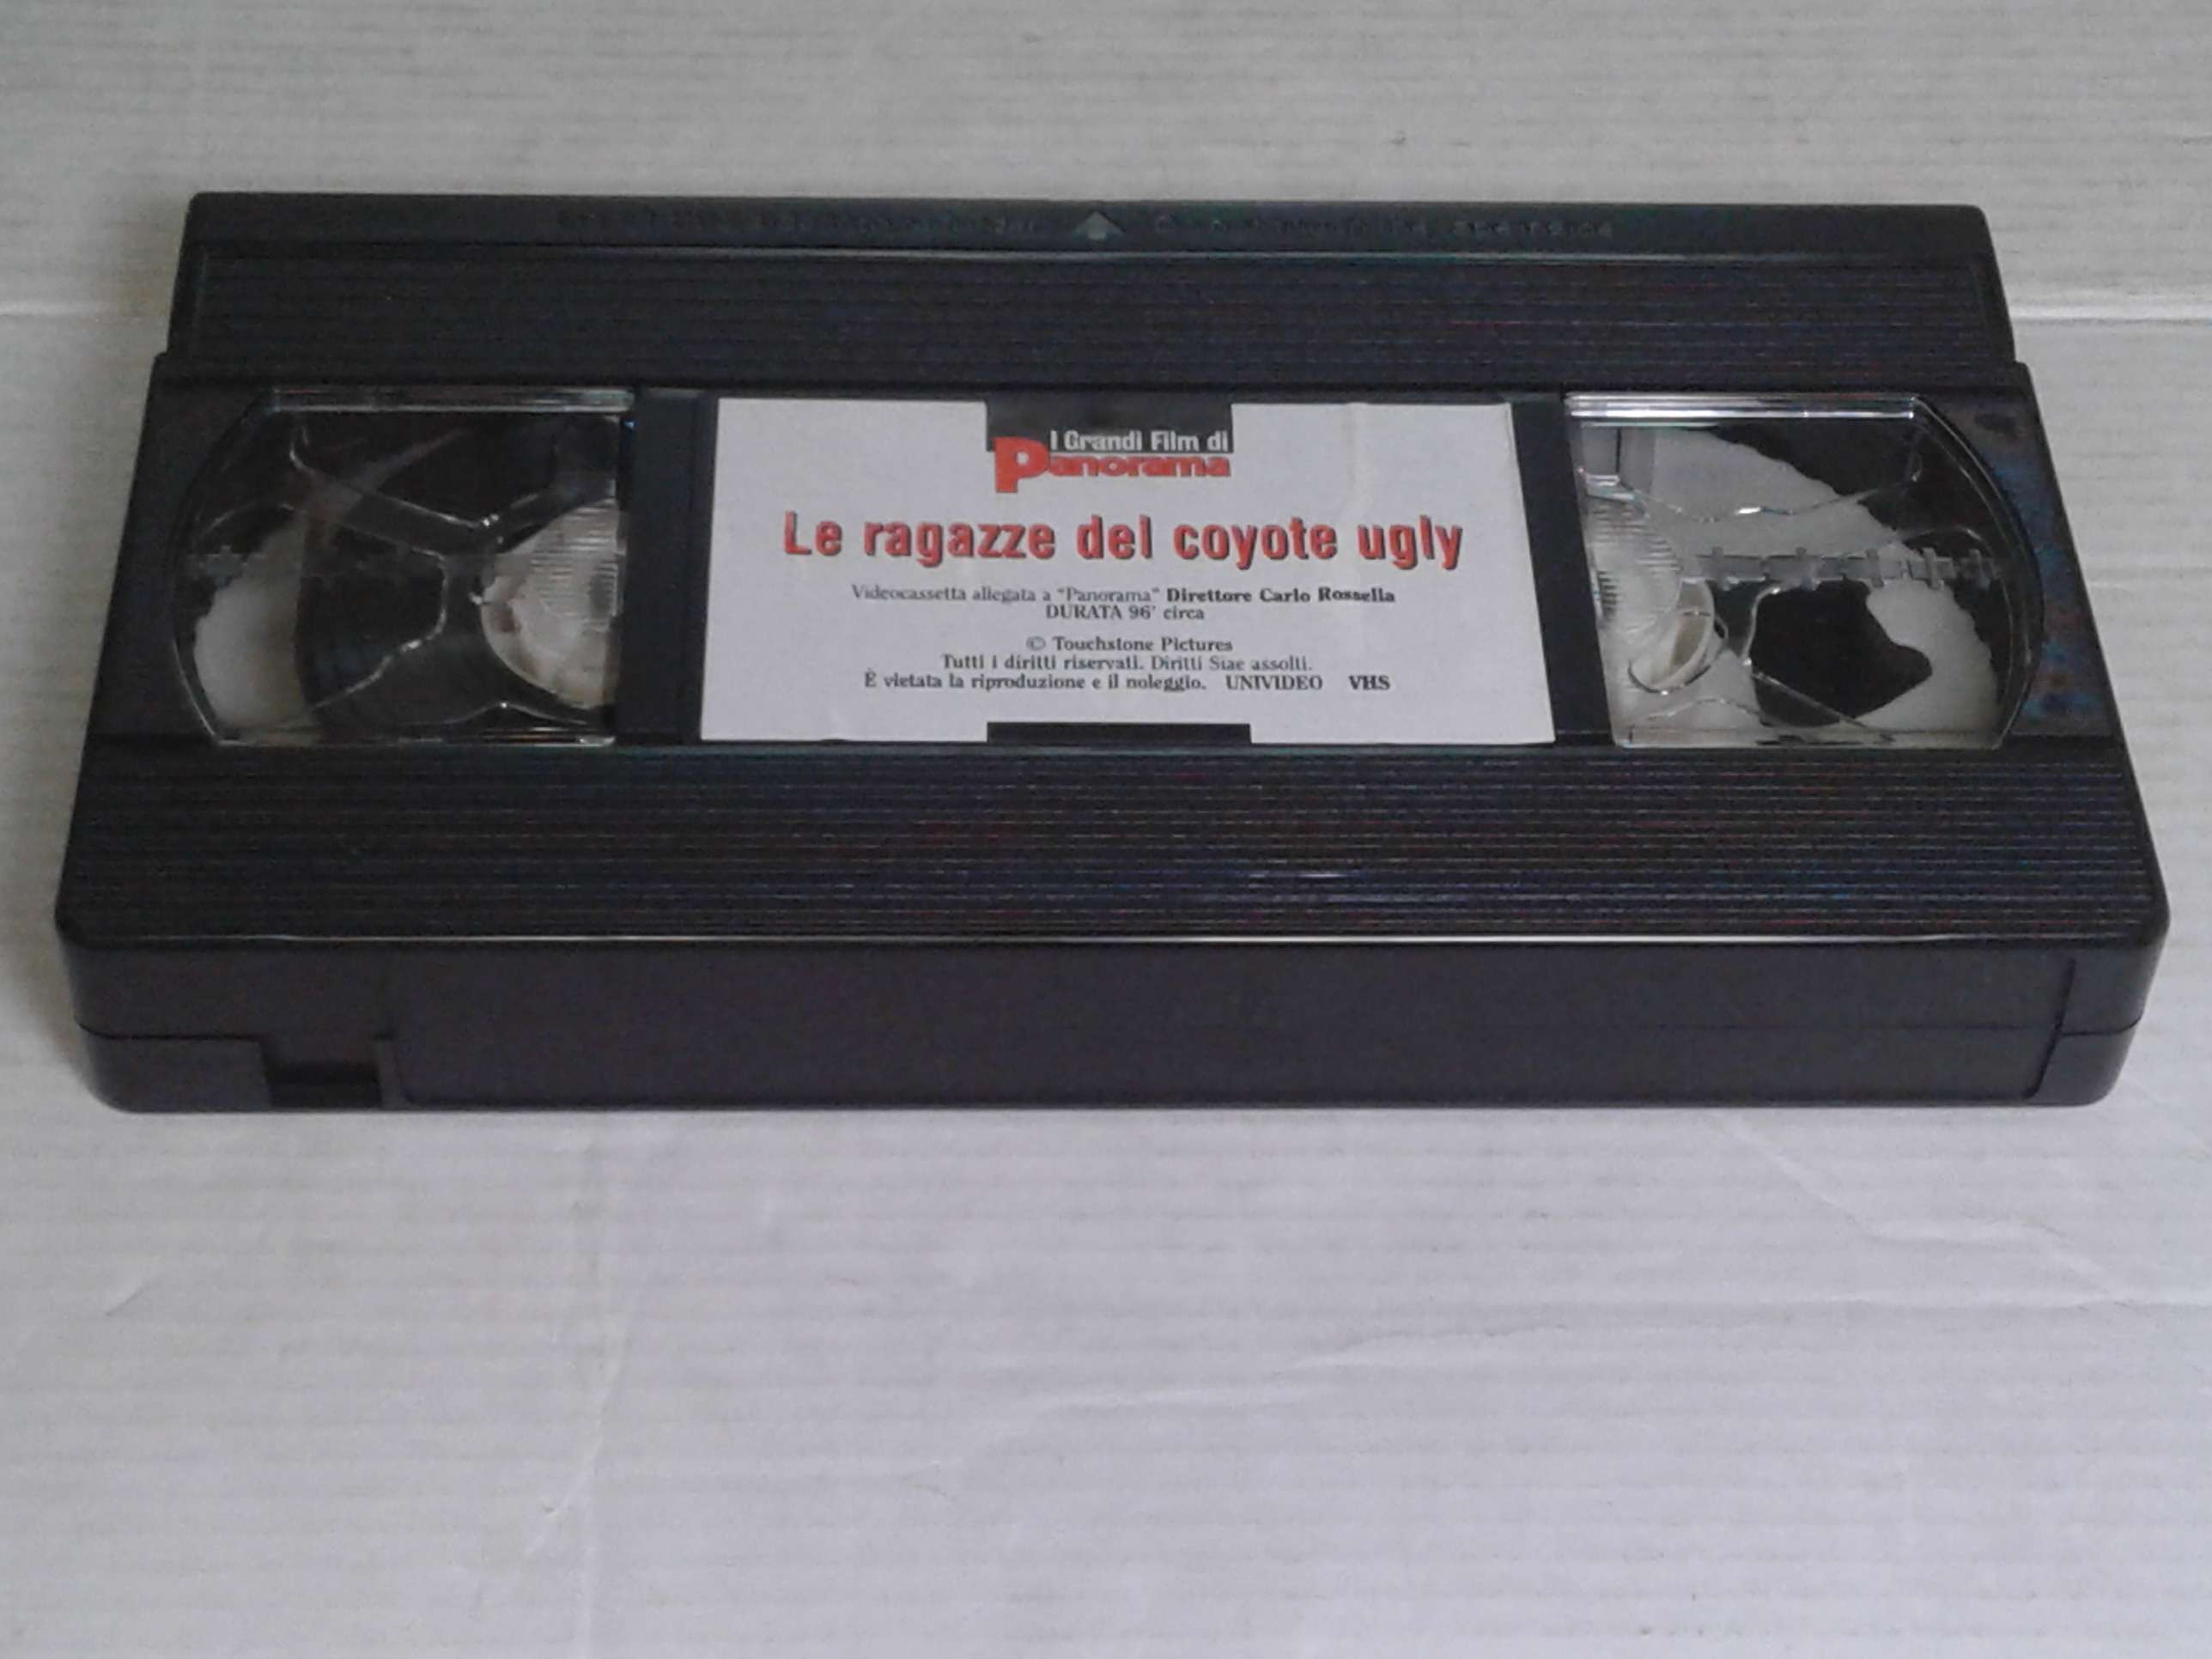 I Grandi Film di
Panorama
Le ragazze del coyote ugly
Videocassetta allegata a "Panorama" Direttore Carlo Rossella
DURATA 96' circa
© Touchstone Pictures
Tutti i diritti riservati. Diritti Siae assolti.
È vietata la riproduzione e il noleggio. UNIVIDEO VHS